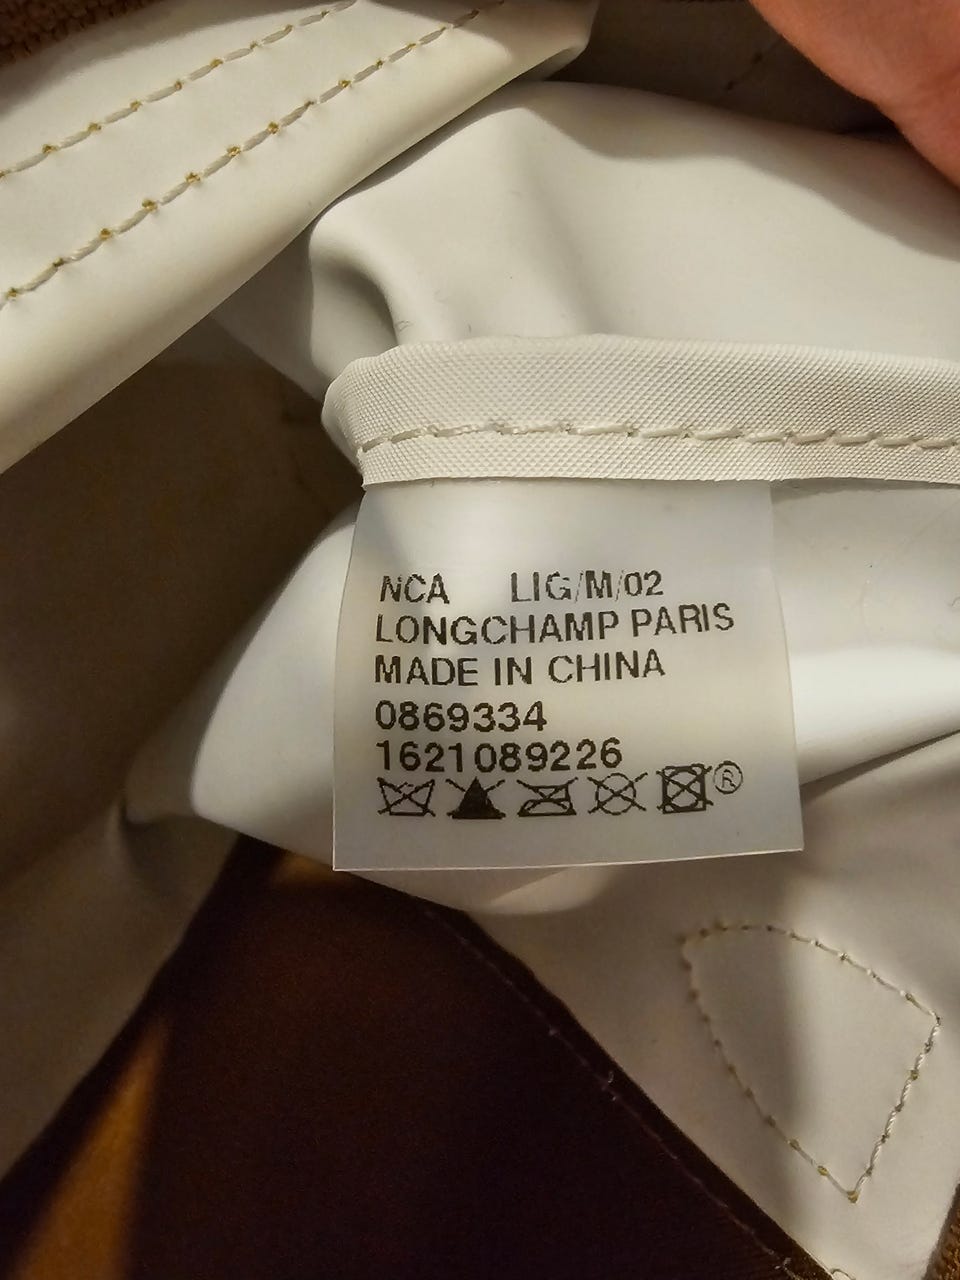 NCA LIG/M/02
LONGCHAMP PARIS
MADE IN CHINA
0869334
1621089226
®